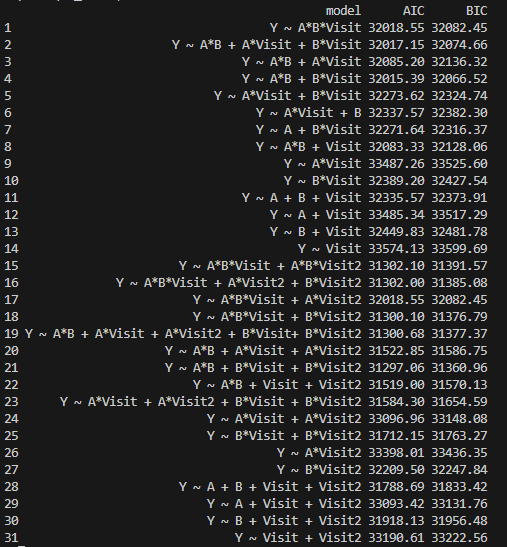 model AIC BIC
1 Y ~ A*B*Visit 32018.55 32082.45
2 Y ~ A*B + A*Visit + B*Visit 32017.15 32074.66
3 Y ~ A*B + A*Visit 32085.20 32136.32
4 Y ~ A*B + B*Visit 32015.39 32066.52
5 Y ~ A*Visit + B*Visit 32273.62 32324.74
6 Y ~ A*Visit + B 32337.57 32382.30
7 Y ~ A + B*Visit 32271.64 32316.37
8 Y ~ A*B + Visit 32083.33 32128.06
9 Y ~ A*Visit 33487.26 33525.60
10 Y ~ B*Visit 32389.20 32427.54
11 Y ~ A + B + Visit 32335.57 32373.91
12 Y ~ A + Visit 33485.34 33517.29
13 Y ~ B + Visit 32449.83 32481.78
14 Y ~ Visit 33574.13 33599.69
15 Y ~ A*B*Visit + A*B*Visit2 31302.10 31391.57
16 Y ~ A*B*Visit + A*Visit2 + B*Visit2 31302.00 31385.08
17 Y ~ A*B*Visit + A*Visit2 32018.55 32082.45
18 Y ~ A*B*Visit + B*Visit2 31300.10 31376.79
19 Y ~ A*B + A*Visit + A*Visit2 + B*Visit+ B*Visit2 31300.68 31377.37
20 Y ~ A*B + A*Visit + A*Visit2 31522.85 31586.75
21 Y ~ A*B + B*Visit + B*Visit2 31297.06 31360.96
22 Y ~ A*B + Visit + Visit2 31519.00 31570.13
23 Y ~ A*Visit + A*Visit2 + B*Visit + B*Visit2 31584.30 31654.59
24 Y ~ A*Visit + A*Visit2 33096.96 33148.08
25 Y ~ B*Visit + B*Visit2 31712.15 31763.27
26 Y ~ A*Visit2 33398.01 33436.35
27 Y ~ B*Visit2 32209.50 32247.84
28 Y ~ A + B + Visit + Visit2 31788.69 31833.42
29 Y ~ A + Visit + Visit2 33093.42 33131.76
30 Y ~ B + Visit + Visit2 31918.13 31956.48
31 Y ~ Visit + Visit2 33190.61 33222.56